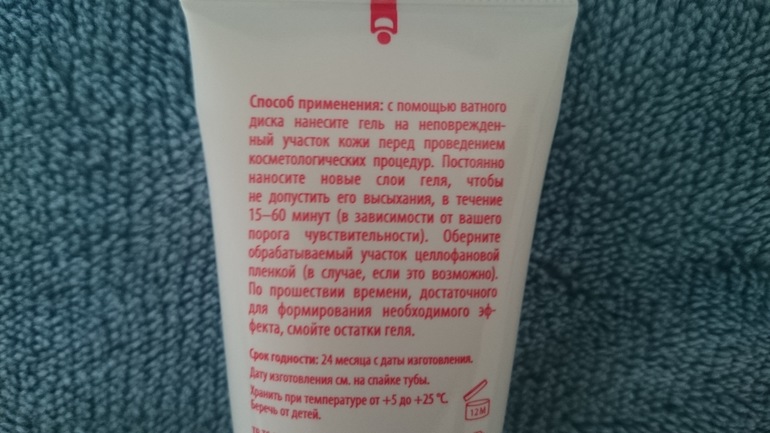 Способ применения: с помощью ватного
диска нанесите гель на неповрежден-
ный участок кожи перед проведением
косметологических процедур. Постоянно
наносите новые слои геля, чтобы
не допустить его высыхания, в течение
15–60 минут (в зависимости от вашего
порога чувствительности). Оберните
обрабатываемый участок целлофановой
пленкой (в случае, если это возможно).
По прошествии времени, достаточного
для формирования необходимого эф-
фекта, смойте остатки геля.
Срок годности: 24 месяца с даты изготовления.
Дату изготовления см. на спайке тубы.
Хранить при температуре от +5 до +25 °C.
Беречь от детей.
12M